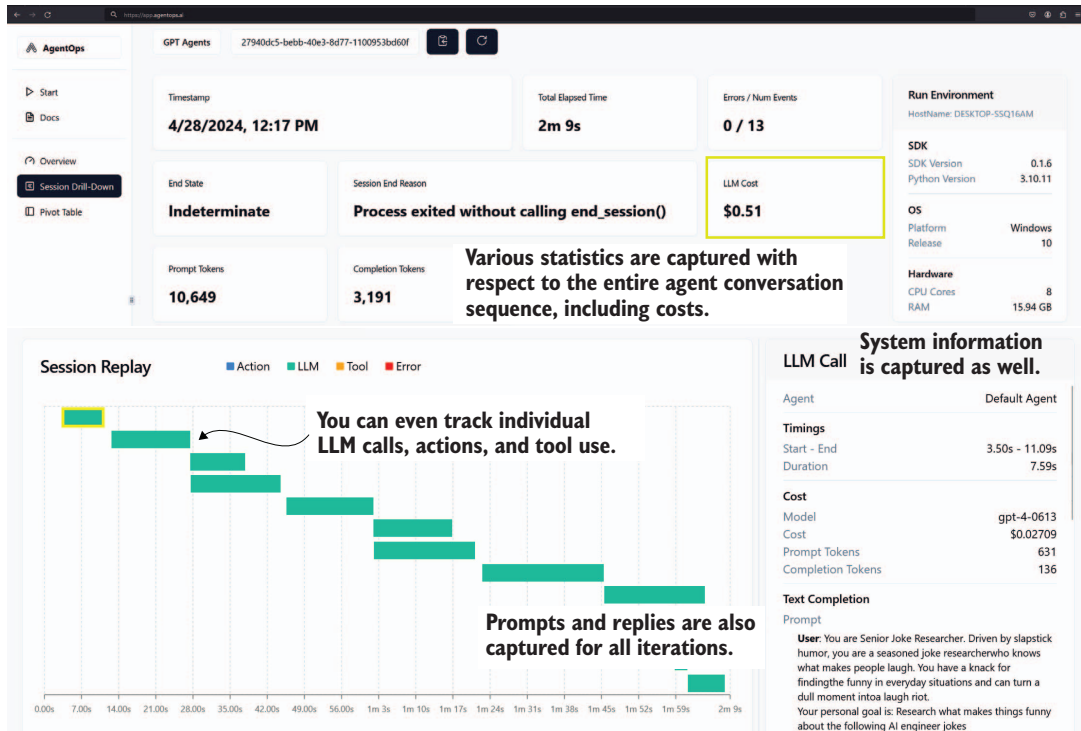 https://app.agentops.ai
AgentOps
GPT Agents
27940dc5-bebb-40e3-8d77-1100953bd60f
Start
Docs
Overview
Session Drill-Down
Pivot Table
Timestamp
4/28/2024, 12:17 PM
Total Elapsed Time
2m 9s
Errors / Num Events
0 / 13
End State
Indeterminate
Session End Reason
Process exited without calling end_session()
LLM Cost
$0.51
Prompt Tokens
10,649
Completion Tokens
3,191
Various statistics are captured with
respect to the entire agent conversation
sequence, including costs.
Run Environment
HostName: DESKTOP-SSQ16AM
SDK
SDK Version 0.1.6
Python Version 3.10.11
OS
Platform Windows
Release 10
Hardware
CPU Cores 8
RAM 15.94 GB
System information
is captured as well.
Session Replay
Action LLM Tool Error
You can even track individual
LLM calls, actions, and tool use.
Prompts and replies are also
captured for all iterations.
0.00s 7.00s 14.00s 21.00s 28.00s 35.00s 42.00s 49.00s 56.00s 1m 3s 1m 10s 1m 17s 1m 24s 1m 31s 1m 38s 1m 45s 1m 52s 1m 59s 2m 9s
LLM Call
Agent Default Agent
Timings
Start - End 3.50s - 11.09s
Duration 7.59s
Cost
Model gpt-4-0613
Cost $0.02709
Prompt Tokens 631
Completion Tokens 136
Text Completion
Prompt
User: You are Senior Joke Researcher. Driven by slapstick
humor, you are a seasoned joke researcherwho knows
what makes people laugh. You have a knack for
findingthe funny in everyday situations and can turn a
dull moment intoa laugh riot.
Your personal goal is: Research what makes things funny
about the following AI engineer jokes